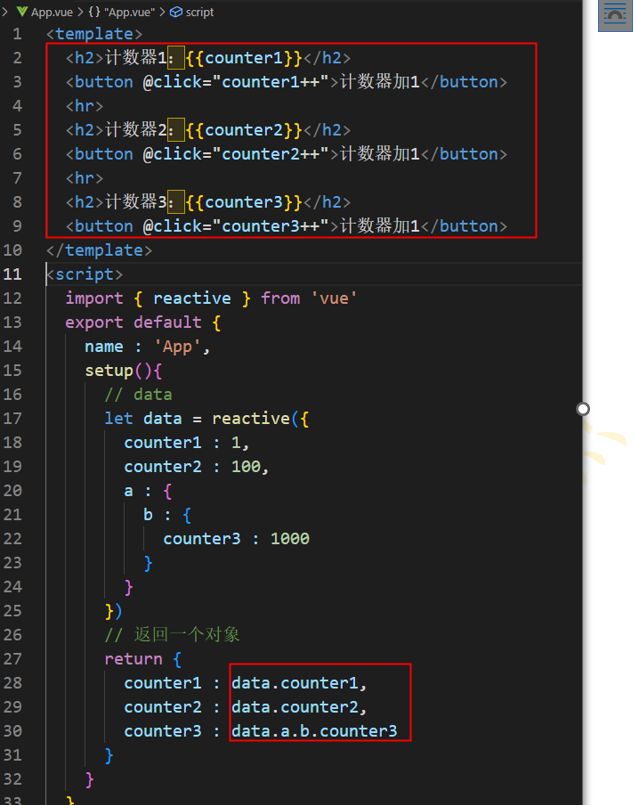 App.vue > {} "App.vue" > script
1 <template>
2 <h2>计数器1：{{counter1}}</h2>
3 <button @click="counter1++">计数器加1</button>
4 <hr>
5 <h2>计数器2：{{counter2}}</h2>
6 <button @click="counter2++">计数器加1</button>
7 <hr>
8 <h2>计数器3：{{counter3}}</h2>
9 <button @click="counter3++">计数器加1</button>
10 </template>
11 <script>
12 import { reactive } from 'vue'
13 export default {
14 name : 'App',
15 setup(){
16 // data
17 let data = reactive({
18 counter1 : 1,
19 counter2 : 100,
20 a : {
21 b : {
22 counter3 : 1000
23 }
24 }
25 })
26 // 返回一个对象
27 return {
28 counter1 : data.counter1,
29 counter2 : data.counter2,
30 counter3 : data.a.b.counter3
31 }
32 }
33 }